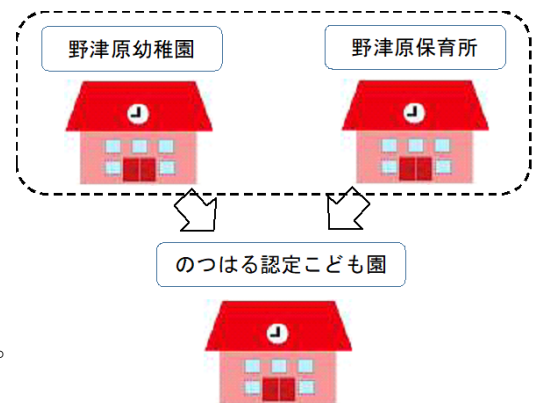 野津原幼稚園
野津原保育所
のつはる認定こども園
。